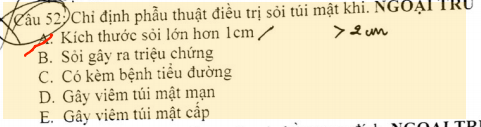 Câu 52: Chỉ định phẫu thuật điều trị sỏi túi mật khi. NGOẠI TRỪ
A. Kích thước sỏi lớn hơn 1cm > 2cm
B. Sỏi gây ra triệu chứng
C. Có kèm bệnh tiểu đường
D. Gây viêm túi mật mạn
E. Gây viêm túi mật cấp